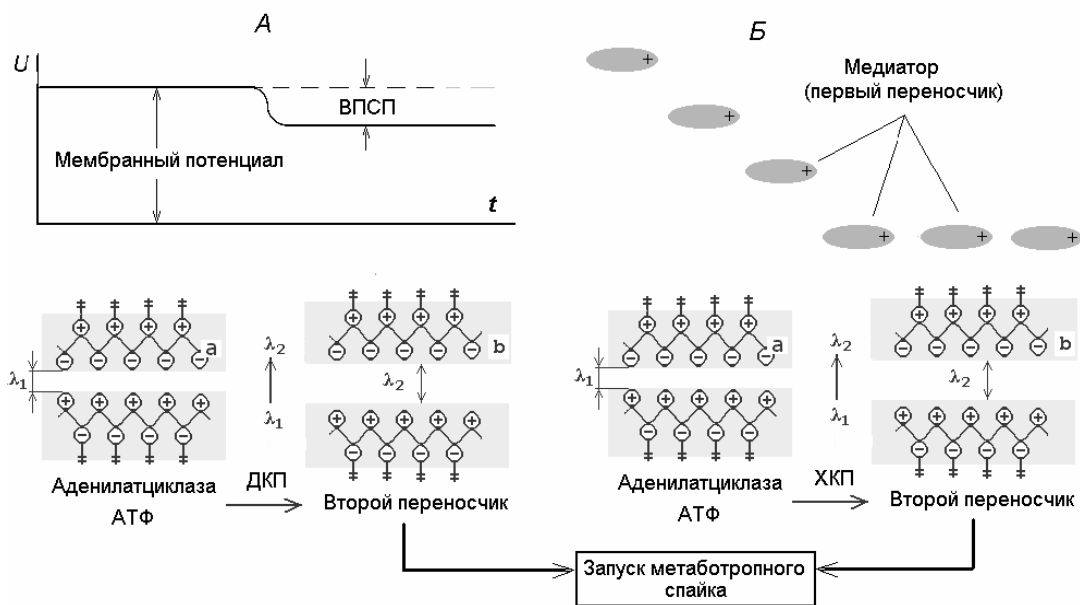 А
U
ВПСП
Мембранный потенциал
t
Б
Медиатор
(первый переносчик)
+
+
+
+
+
+
+ + + +
a
− − − − −
λ₁
+ + + + +
− − − −
λ₂
λ₁
+ + + +
b
− − − − −
λ₂
+ + + + +
− − − −
Аденилатциклаза
АТФ
ДКП
Второй переносчик
+ + + +
a
− − − − −
λ₁
+ + + + +
− − − −
λ₂
λ₁
+ + + +
b
− − − − −
λ₂
+ + + + +
− − − −
Аденилатциклаза
АТФ
ХКП
Второй переносчик
Запуск метаботропного
спайка